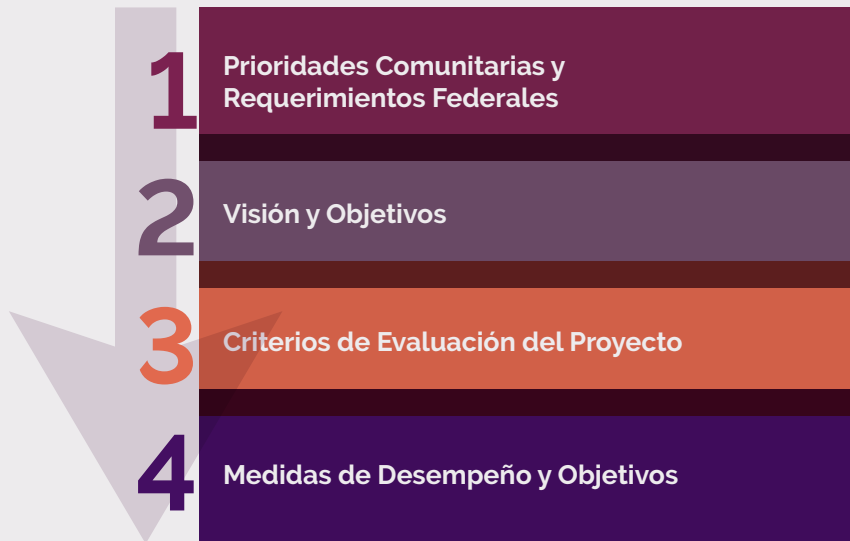 1
Prioridades Comunitarias y
Requerimientos Federales
2
Visión y Objetivos
3
Criterios de Evaluación del Proyecto
4
Medidas de Desempeño y Objetivos